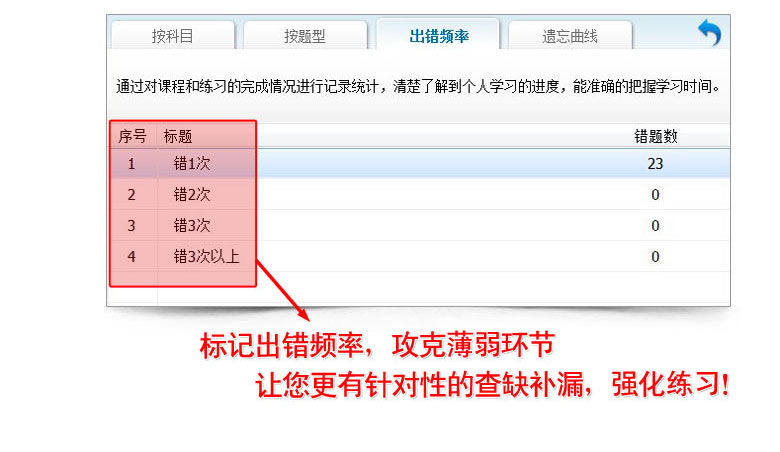 按科目 按题型 出错频率 遗忘曲线
通过对课程和练习的完成情况进行记录统计，清楚了解到个人学习的进度，能准确的把握学习时间。
序号 标题 错题数
1 错1次 23
2 错2次 0
3 错3次 0
4 错3次以上 0
标记出错频率，攻克薄弱环节
让您更有针对性的查缺补漏，强化练习!